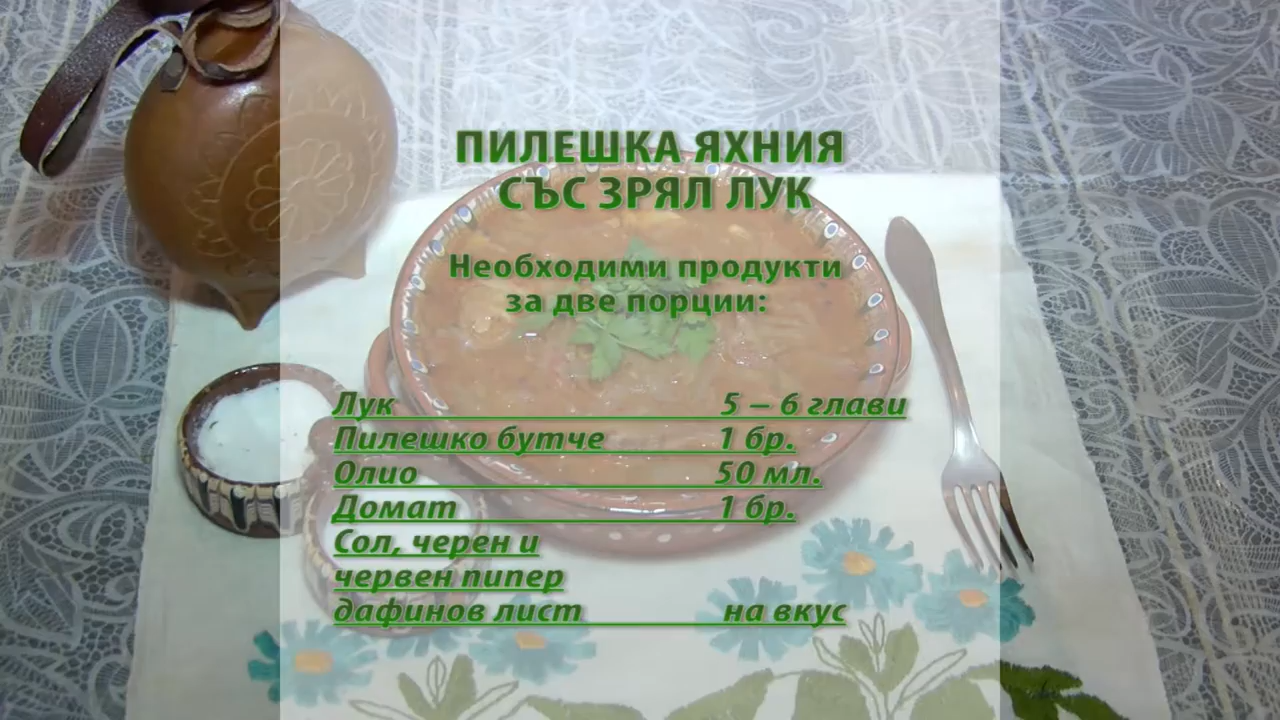 ПИЛЕШКА ЯХНИЯ
СЪС ЗРЯЛ ЛУК
Необходими продукти
за две порции:
Лук 5 – 6 глави
Пилешко бутче 1 бр.
Олио 50 мл.
Домат 1 бр.
Сол, черен и
червен пипер
дафинов лист на вкус